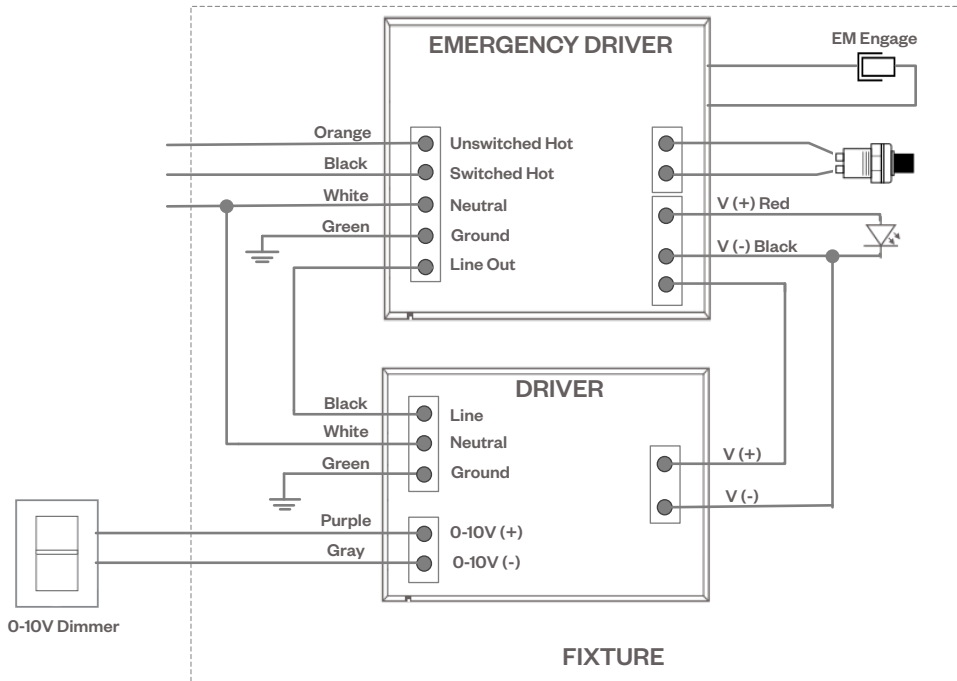 EMERGENCY DRIVER
EM Engage
Orange
Unswitched Hot
Black
Switched Hot
White
Neutral
V (+) Red
Green
Ground
V (-) Black
Line Out
DRIVER
Black
Line
White
Neutral
V (+)
Green
Ground
V (-)
Purple
0-10V (+)
Gray
0-10V (-)
0-10V Dimmer
FIXTURE